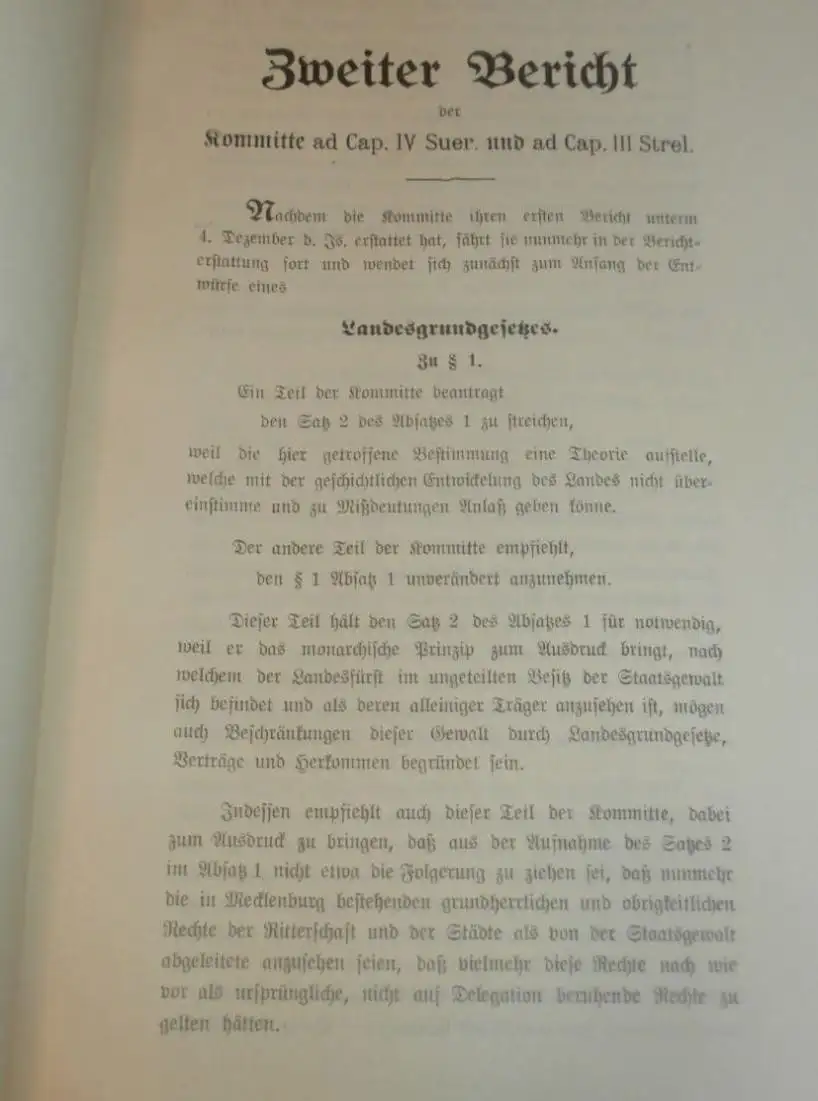 Zweiter Bericht
der
Kommitte ad Cap. IV Suer. und ad Cap. III Strel.
Nachdem die Kommitte ihren ersten Bericht unterm
4. Dezember d. Js. erstattet hat, fährt sie nunmehr in der Bericht-
erstattung fort und wendet sich zunächst zum Anfang der Ent-
würfe eines
Landesgrundgesetzes.
Zu § 1.
Ein Teil der Kommitte beantragt
den Satz 2 des Absatzes 1 zu streichen,
weil die hier getroffene Bestimmung eine Theorie aufstelle,
welche mit der geschichtlichen Entwickelung des Landes nicht über-
einstimme und zu Mißdeutungen Anlaß geben könne.
Der andere Teil der Kommitte empfiehlt,
den § 1 Absatz 1 unverändert anzunehmen.
Dieser Teil hält den Satz 2 des Absatzes 1 für notwendig,
weil er das monarchische Prinzip zum Ausdruck bringt, nach
welchem der Landesfürst im ungeteilten Besitz der Staatsgewalt
sich befindet und als deren alleiniger Träger anzusehen ist, mögen
auch Beschränkungen dieser Gewalt durch Landesgrundgesetze,
Verträge und Herkommen begründet sein.
Indessen empfiehlt auch dieser Teil der Kommitte, dabei
zum Ausdruck zu bringen, daß aus der Aufnahme des Satzes 2
im Absatz 1 nicht etwa die Folgerung zu ziehen sei, daß nunmehr
die in Mecklenburg bestehenden grundherrlichen und obrigkeitlichen
Rechte der Ritterschaft und der Städte als von der Staatsgewalt
abgeleitete anzusehen seien, daß vielmehr diese Rechte nach wie
vor als ursprüngliche, nicht auf Delegation beruhende Rechte zu
gelten hätten.